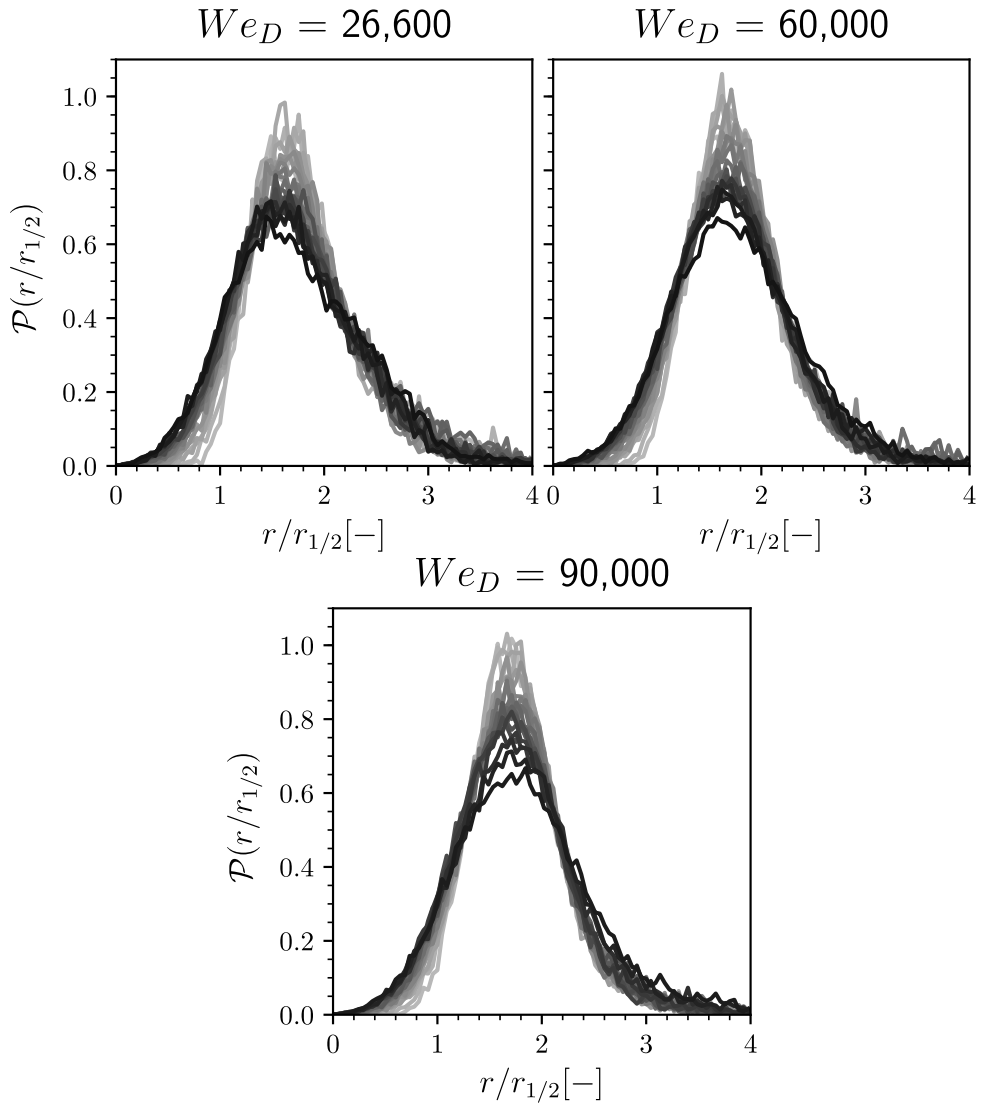 We_D = 26,600
We_D = 60,000
1.0
0.8
0.6
0.4
0.2
0.0
P(r/r_{1/2})
0 1 2 3 4 0 1 2 3 4
r/r_{1/2}[−] r/r_{1/2}[−]
We_D = 90,000
1.0
0.8
0.6
0.4
0.2
0.0
P(r/r_{1/2})
0 1 2 3 4
r/r_{1/2}[−]